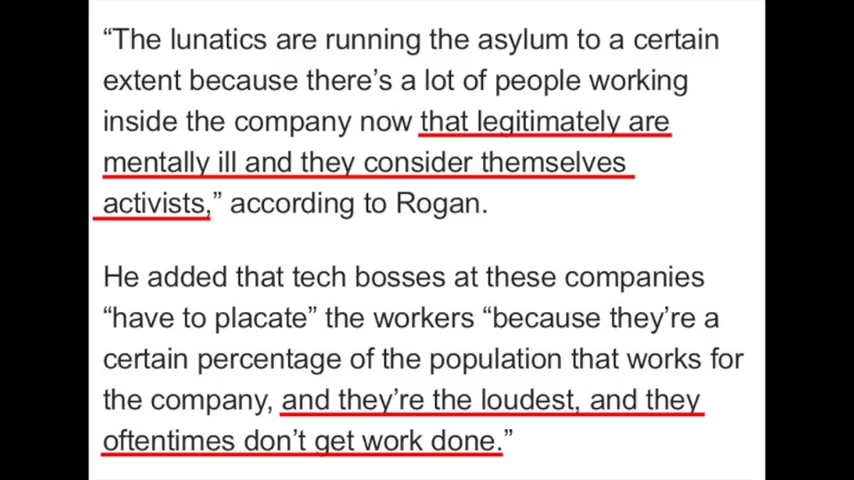 “The lunatics are running the asylum to a certain
extent because there’s a lot of people working
inside the company now that legitimately are
mentally ill and they consider themselves
activists,” according to Rogan.
He added that tech bosses at these companies
“have to placate” the workers “because they’re a
certain percentage of the population that works for
the company, and they’re the loudest, and they
oftentimes don’t get work done.”